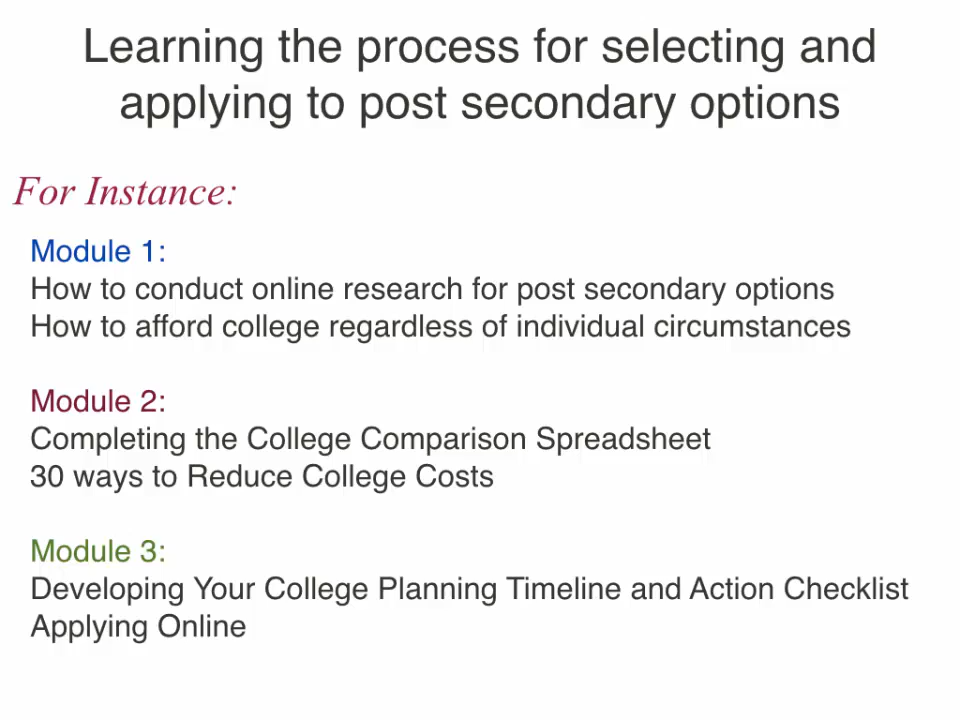 Learning the process for selecting and
applying to post secondary options
For Instance:
Module 1:
How to conduct online research for post secondary options
How to afford college regardless of individual circumstances
Module 2:
Completing the College Comparison Spreadsheet
30 ways to Reduce College Costs
Module 3:
Developing Your College Planning Timeline and Action Checklist
Applying Online